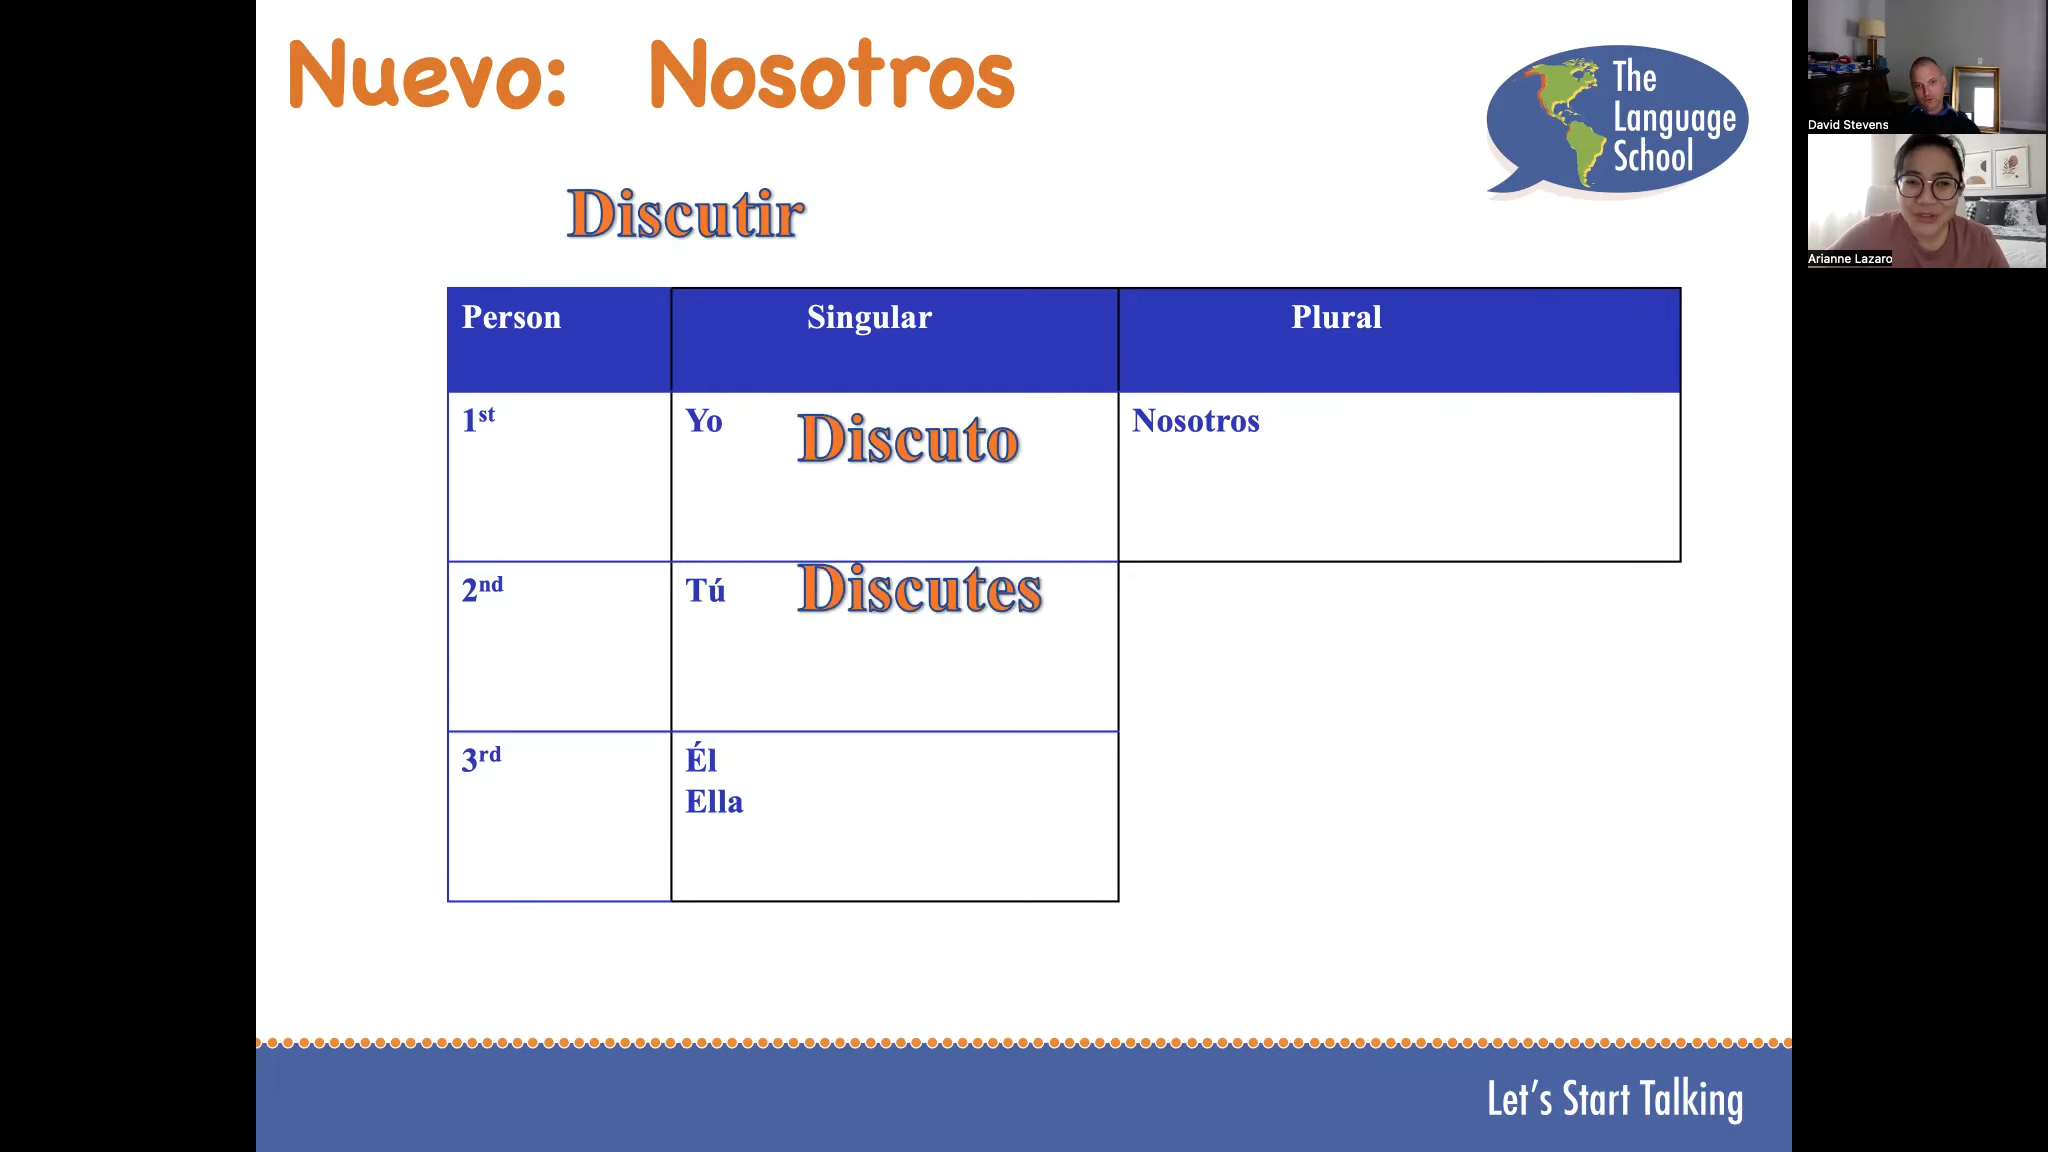 Nuevo: Nosotros
The
Language
School
Discutir
Person Singular Plural
1st Yo Discuto Nosotros
2nd Tú Discutes
3rd Él
Ella
Let's Start Talking
David Stevens
Arianne Lazaro